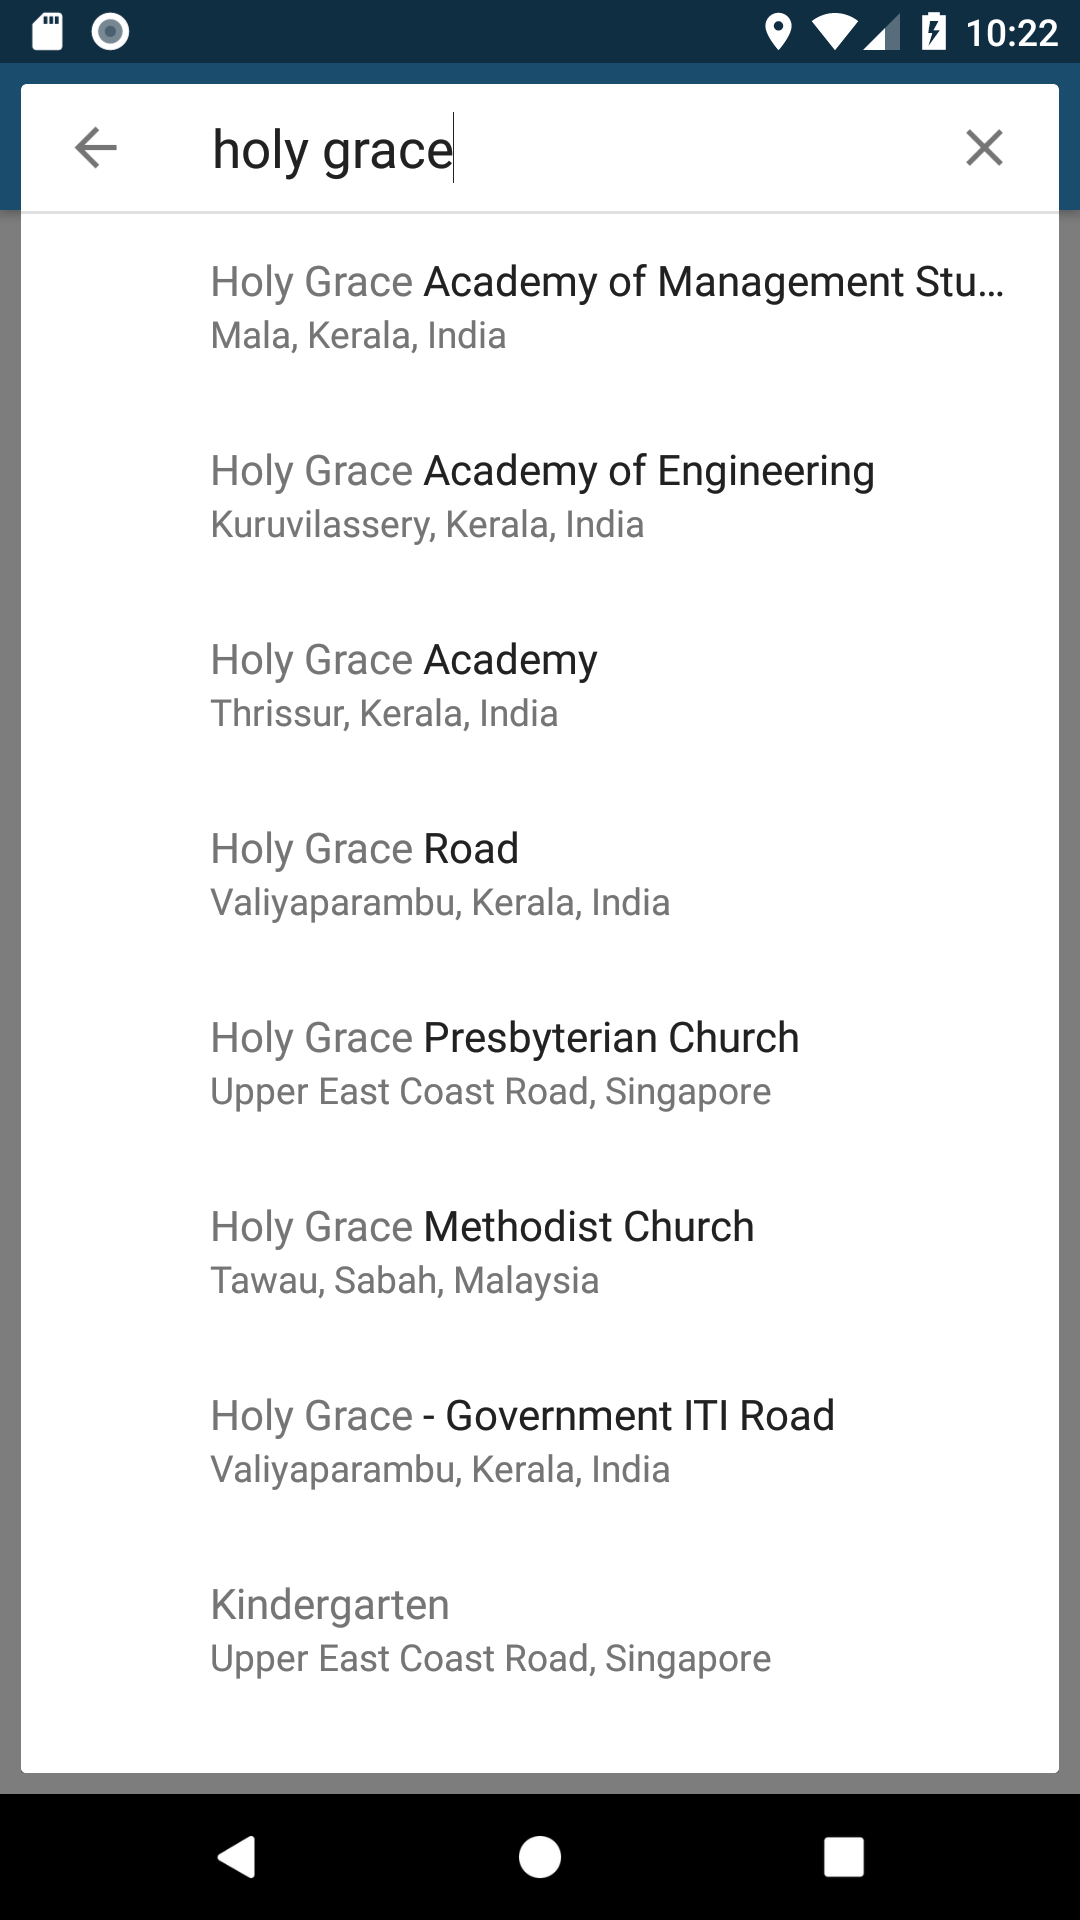 10:22
holy grace
Holy Grace Academy of Management Stu...
Mala, Kerala, India
Holy Grace Academy of Engineering
Kuruvilassery, Kerala, India
Holy Grace Academy
Thrissur, Kerala, India
Holy Grace Road
Valiyaparambu, Kerala, India
Holy Grace Presbyterian Church
Upper East Coast Road, Singapore
Holy Grace Methodist Church
Tawau, Sabah, Malaysia
Holy Grace - Government ITI Road
Valiyaparambu, Kerala, India
Kindergarten
Upper East Coast Road, Singapore